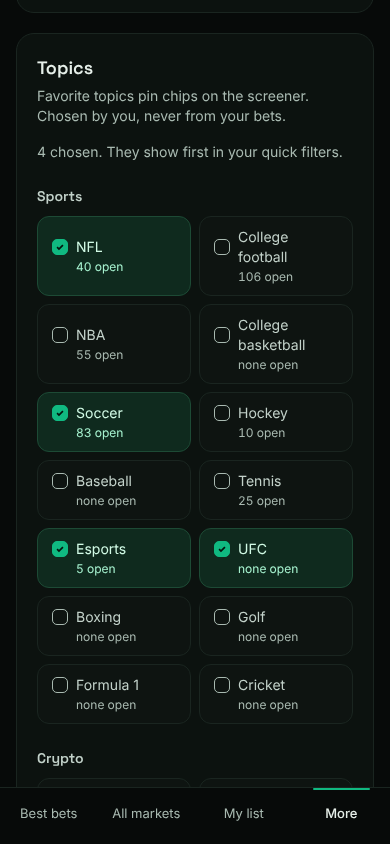 Topics
Favorite topics pin chips on the screener.
Chosen by you, never from your bets.
4 chosen. They show first in your quick filters.
Sports
NFL
40 open
College
football
106 open
NBA
55 open
College
basketball
none open
Soccer
83 open
Hockey
10 open
Baseball
none open
Tennis
25 open
Esports
5 open
UFC
none open
Boxing
none open
Golf
none open
Formula 1
none open
Cricket
none open
Crypto
Best bets
All markets
My list
More